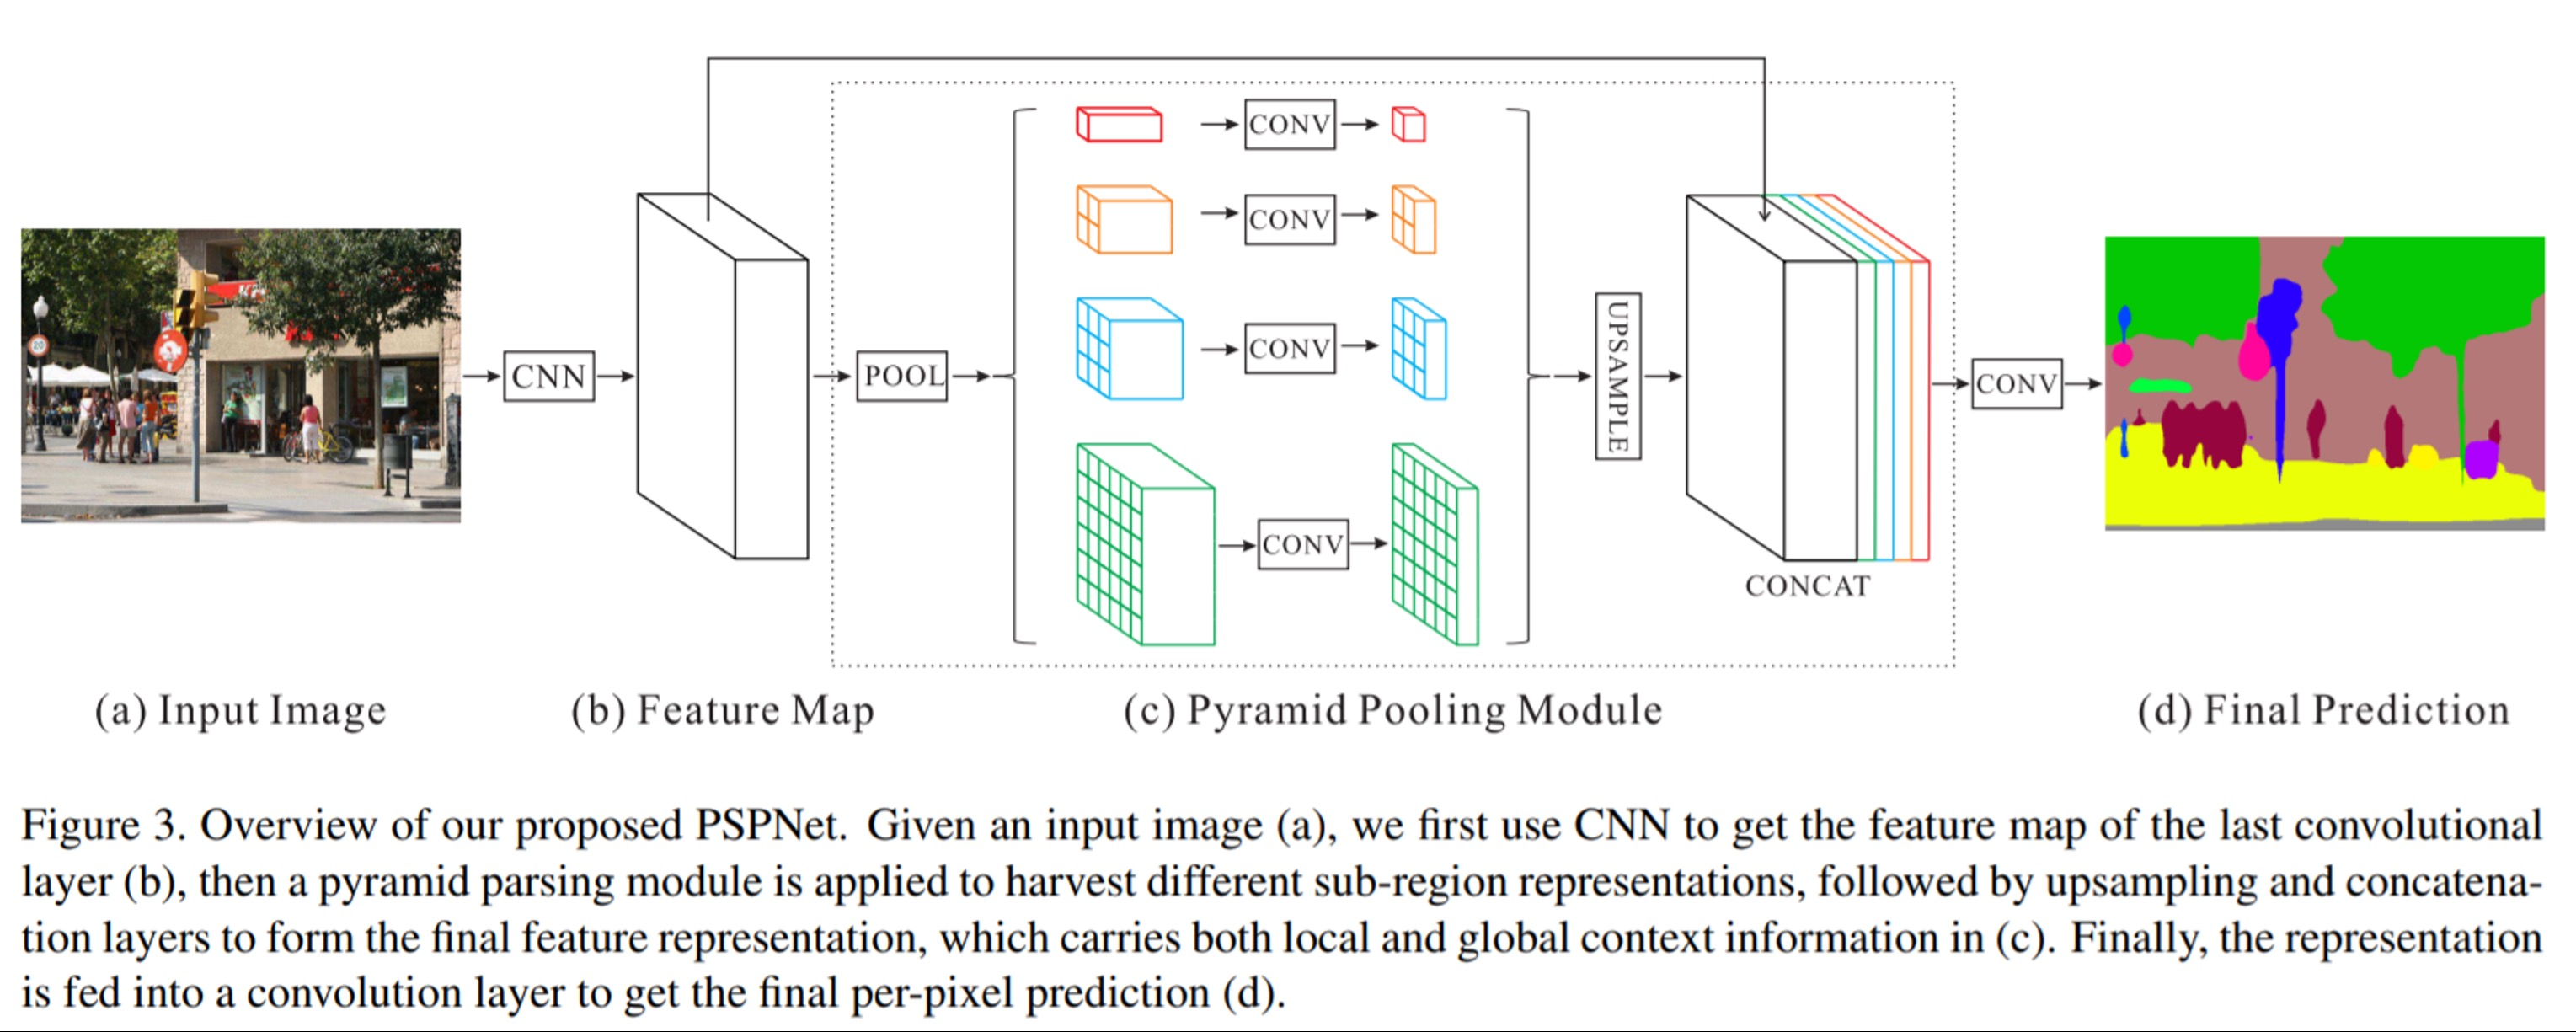 CNN
POOL
CONV
CONV
CONV
CONV
UPSAMPLE
CONCAT
CONV
(a) Input Image
(b) Feature Map
(c) Pyramid Pooling Module
(d) Final Prediction
Figure 3. Overview of our proposed PSPNet. Given an input image (a), we first use CNN to get the feature map of the last convolutional
layer (b), then a pyramid parsing module is applied to harvest different sub-region representations, followed by upsampling and concatena-
tion layers to form the final feature representation, which carries both local and global context information in (c). Finally, the representation
is fed into a convolution layer to get the final per-pixel prediction (d).
20